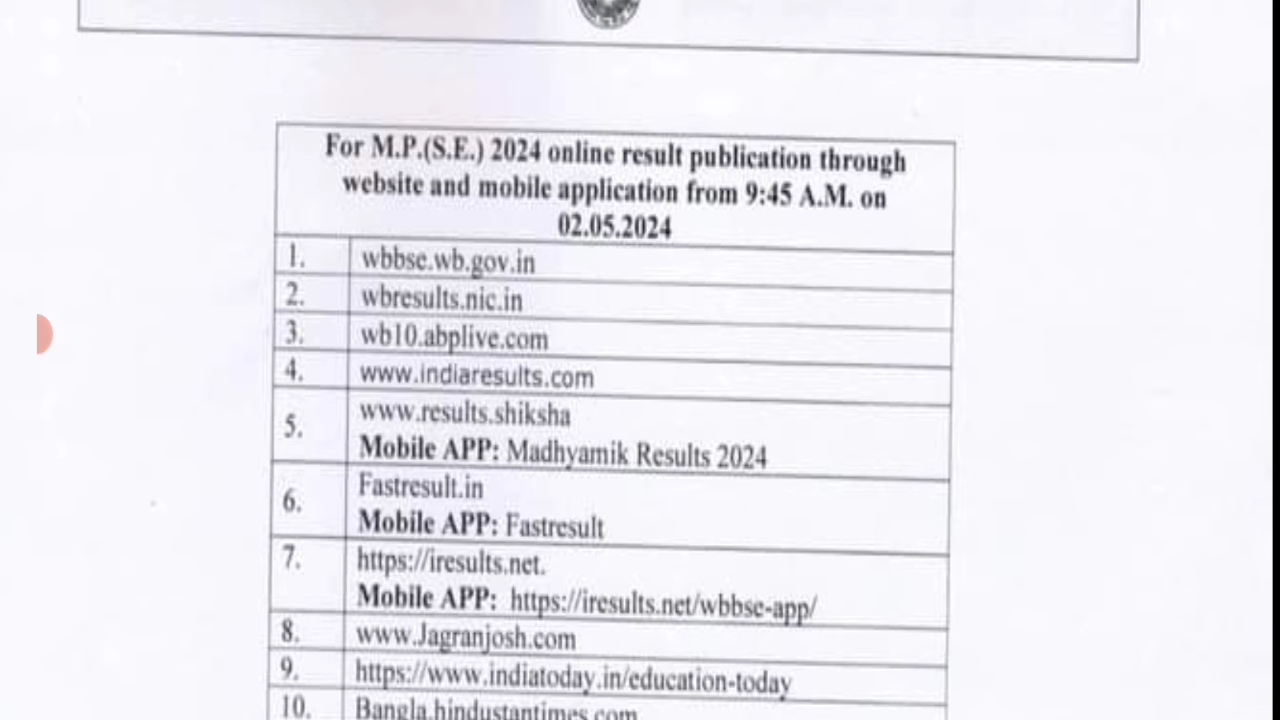 For M.P.(S.E.) 2024 online result publication through
website and mobile application from 9:45 A.M. on
02.05.2024
1. wbbse.wb.gov.in
2. wbresults.nic.in
3. wb10.abplive.com
4. www.indiaresults.com
5. www.results.shiksha
Mobile APP: Madhyamik Results 2024
6. Fastresult.in
Mobile APP: Fastresult
7. https://iresults.net.
Mobile APP: https://iresults.net/wbbse-app/
8. www.Jagranjosh.com
9. https://www.indiatoday.in/education-today
10. Bangla.hindustantimes.com